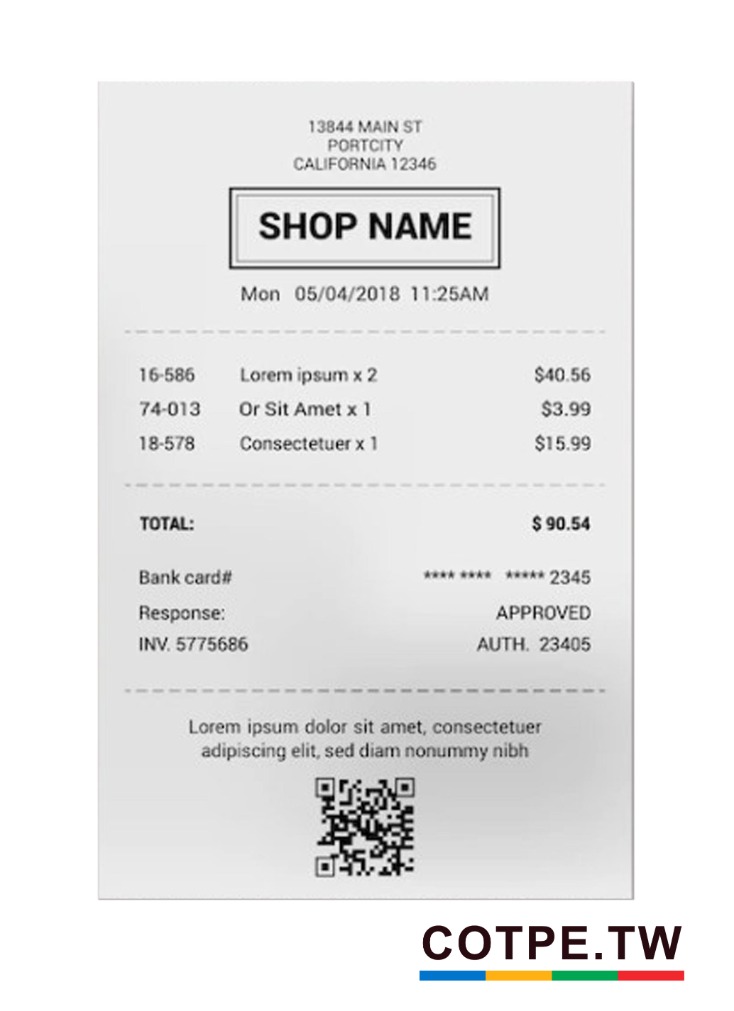 13844 MAIN ST
PORTCITY
CALIFORNIA 12346
SHOP NAME
Mon 05/04/2018 11:25AM
16-586 Lorem ipsum x 2 $40.56
74-013 Or Sit Amet x 1 $3.99
18-578 Consectetuer x 1 $15.99
TOTAL: $ 90.54
Bank card# **** **** ***** 2345
Response: APPROVED
INV. 5775686 AUTH. 23405
Lorem ipsum dolor sit amet, consectetuer
adipiscing elit, sed diam nonummy nibh
COTPE.TW